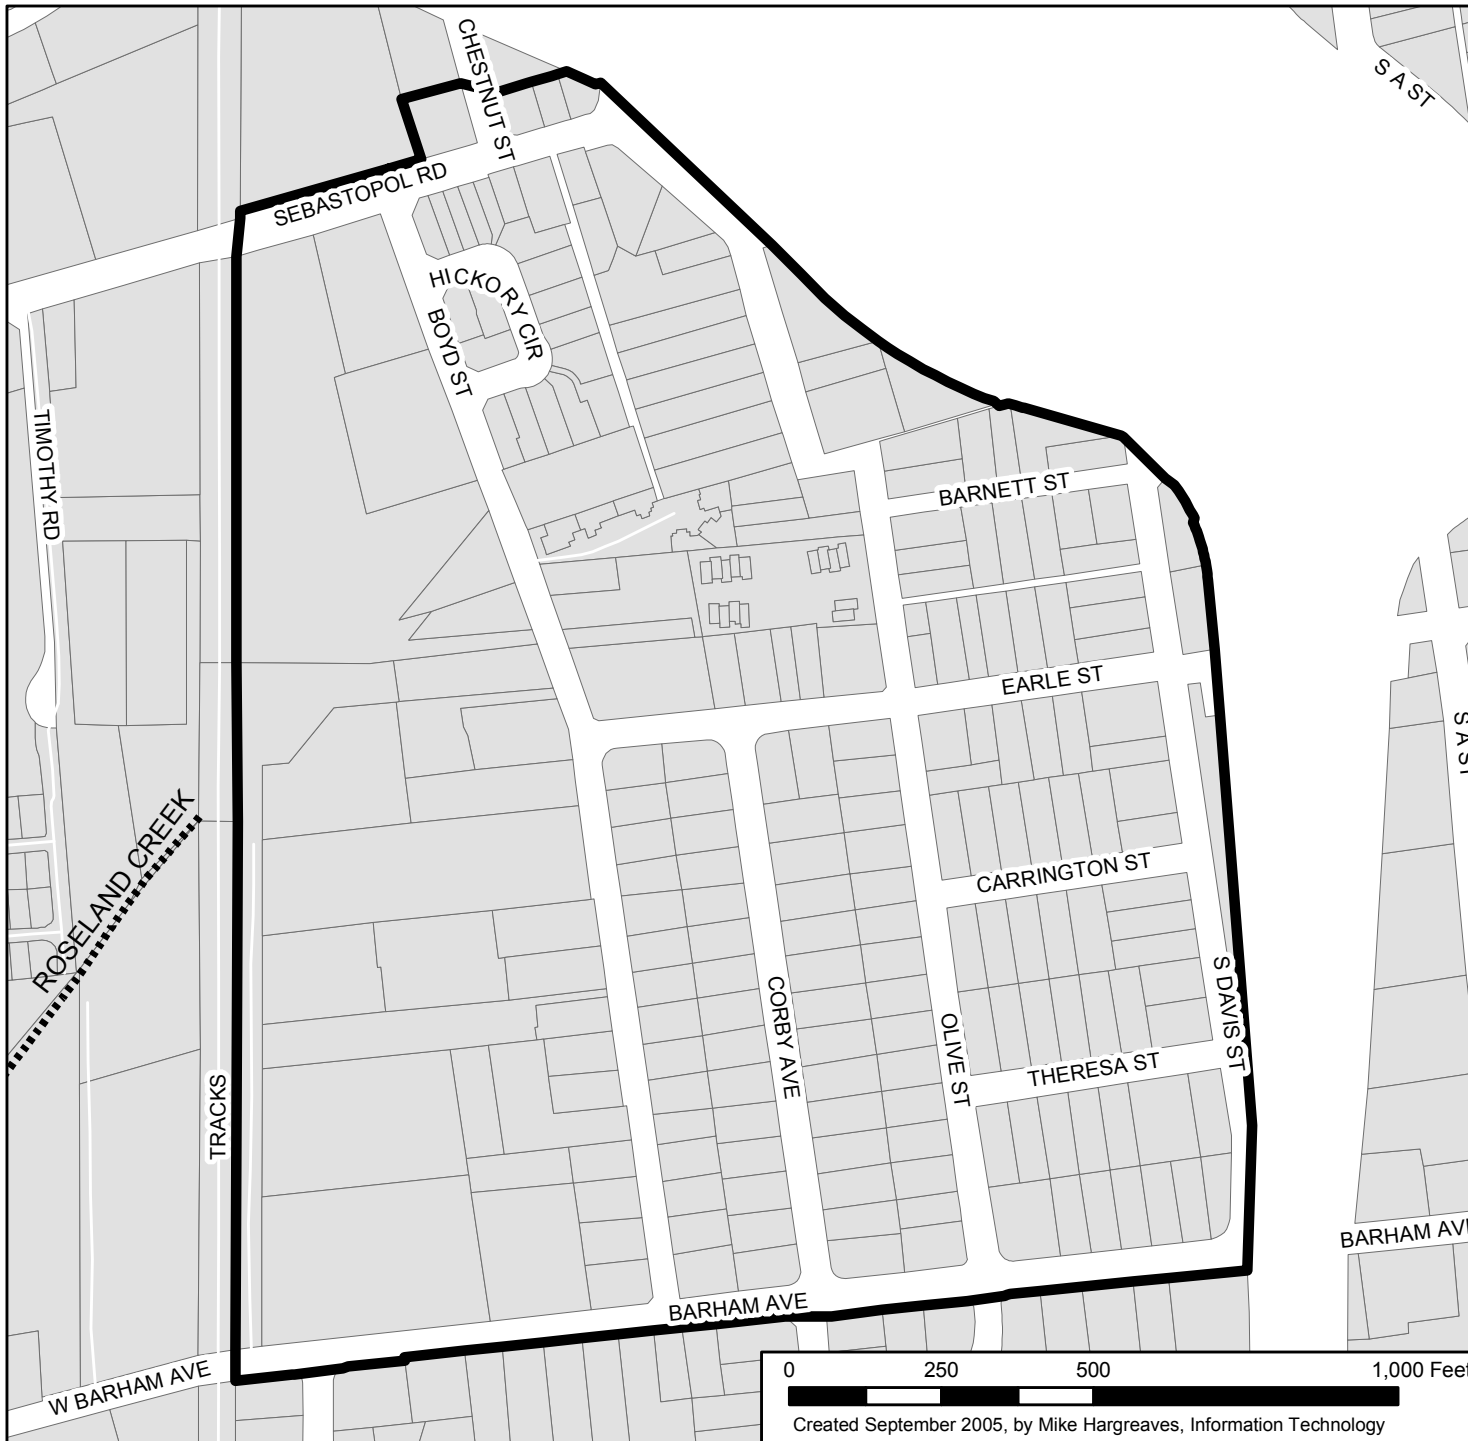 CHESTNUT ST
S A ST
SEBASTOPOL RD
HICKORY CIR
BOYD ST
TIMOTHY RD
BARNETT ST
EARLE ST
S A ST
ROSELAND CREEK
CARRINGTON ST
CORBY AVE
OLIVE ST
S DAVIS ST
THERESA ST
TRACKS
BARHAM AVE
BARHAM AVE
W BARHAM AVE
0 250 500 1,000 Feet
Created September 2005, by Mike Hargreaves, Information Technology